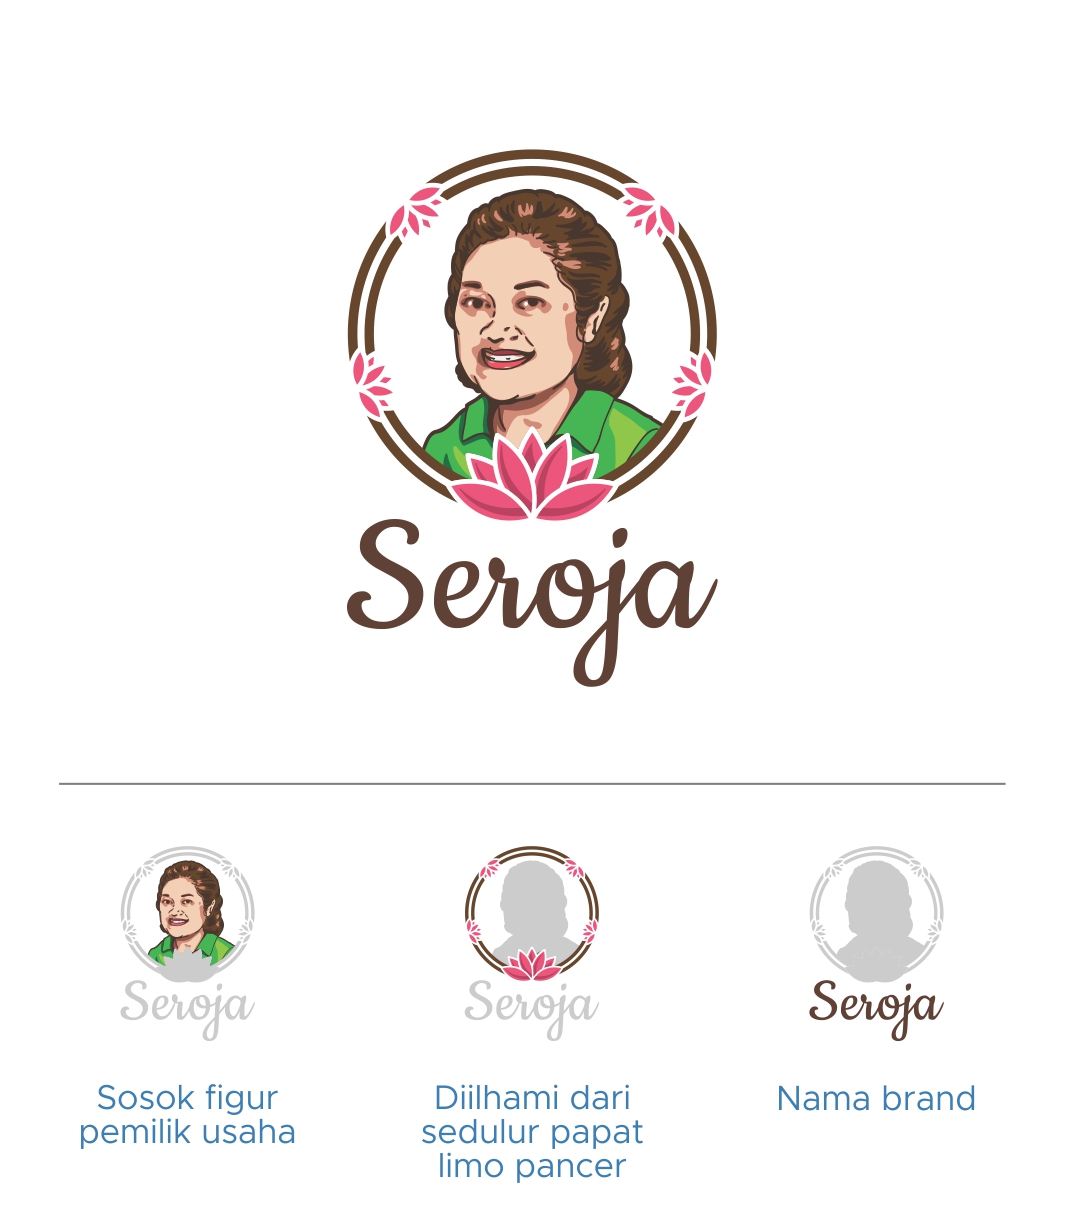 Seroja
Seroja
Seroja
Seroja
Sosok figur
pemilik usaha
Diilhami dari
sedulur papat
limo pancer
Nama brand